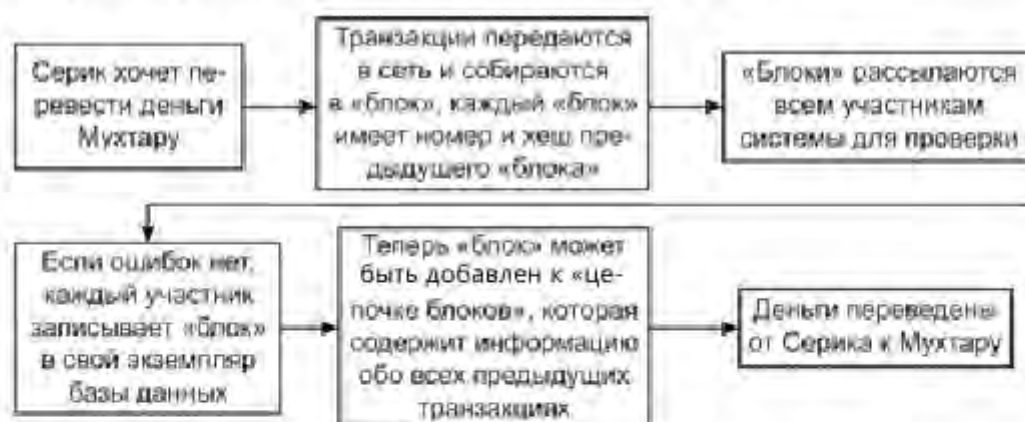 Серик хочет пе-
ревести деньги
Мухтару
Транзакции передаются
в сеть и собираются
в «блок», каждый «блок»
имеет номер и хеш пре-
дыдущего «блока»
«Блоки» рассылаются
всем участникам
системы для проверки
Если ошибок нет,
каждый участник
записывает «блок»
в свой экземпляр
базы данных
Теперь «блок» может
быть добавлен к «це-
почке блоков», которая
содержит информацию
обо всех предыдущих
транзакциях
Деньги переведены
от Серика к Мухтару